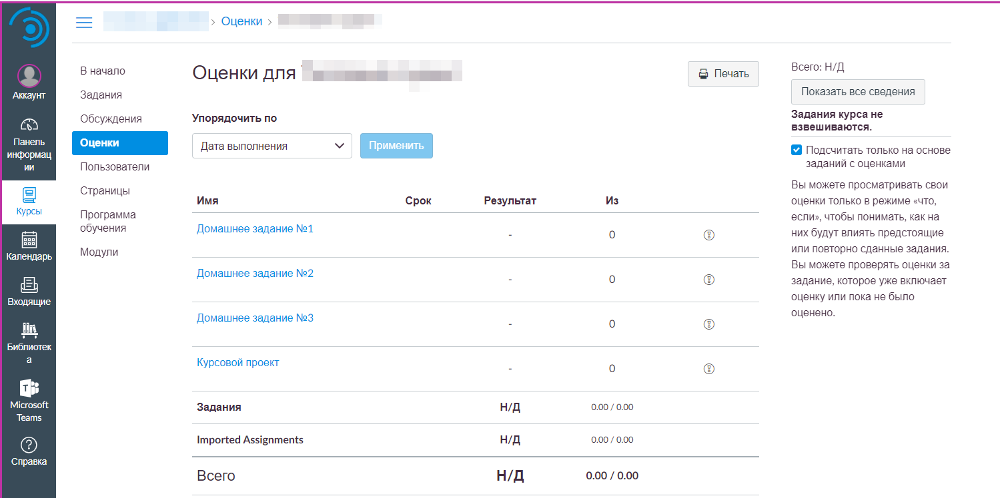 Оценки
Аккаунт
Панель
информац
ии
Курсы
Календарь
Входящие
Библиотек
а
Microsoft
Teams
Справка
В начало
Задания
Обсуждения
Оценки
Пользователи
Страницы
Программа
обучения
Модули
Оценки для
Печать
Упорядочить по
Дата выполнения Применить
Имя Срок Результат Из
Домашнее задание №1 - 0
Домашнее задание №2 - 0
Домашнее задание №3 - 0
Курсовой проект - 0
Задания Н/Д 0.00 / 0.00
Imported Assignments Н/Д 0.00 / 0.00
Всего Н/Д 0.00 / 0.00
Всего: Н/Д
Показать все сведения
Задания курса не
взвешиваются.
Подсчитать только на основе
заданий с оценками
Вы можете просматривать свои
оценки только в режиме «что,
если», чтобы понимать, как на
них будут влиять предстоящие
или повторно сданные задания.
Вы можете проверять оценки за
задание, которое уже включает
оценку или пока не было
оценено.